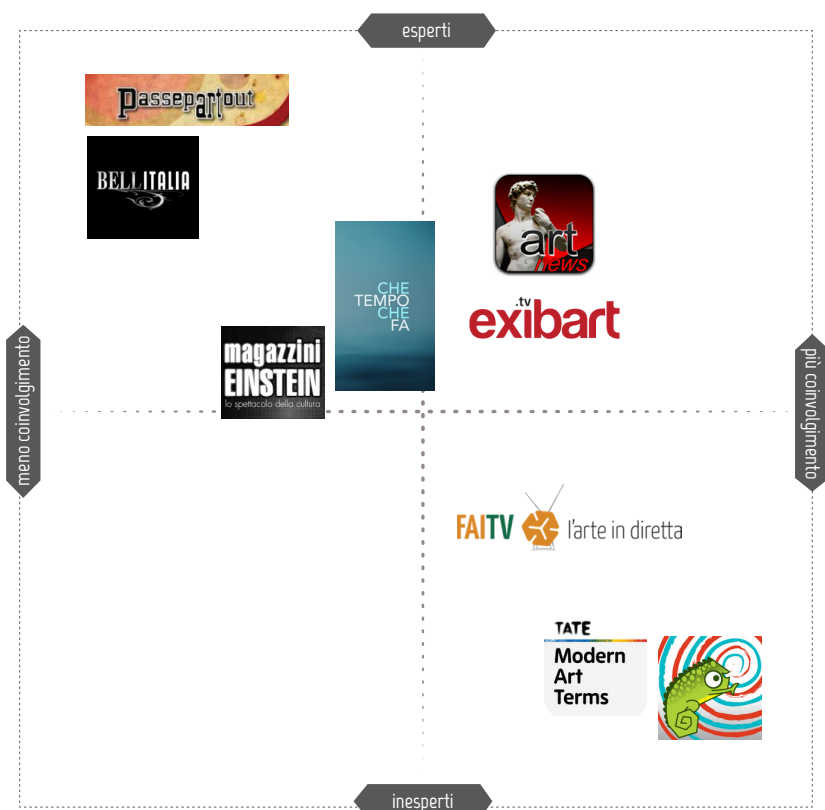 esperti
Passepartout
BELLITALIA
art
news
CHE
TEMPO
CHE
FA
.tv
exibart
magazzini
EINSTEIN
lo spettacolo della cultura
meno coinvolgimento
più coinvolgimento
FAITV l'arte in diretta
TATE
Modern
Art
Terms
inesperti